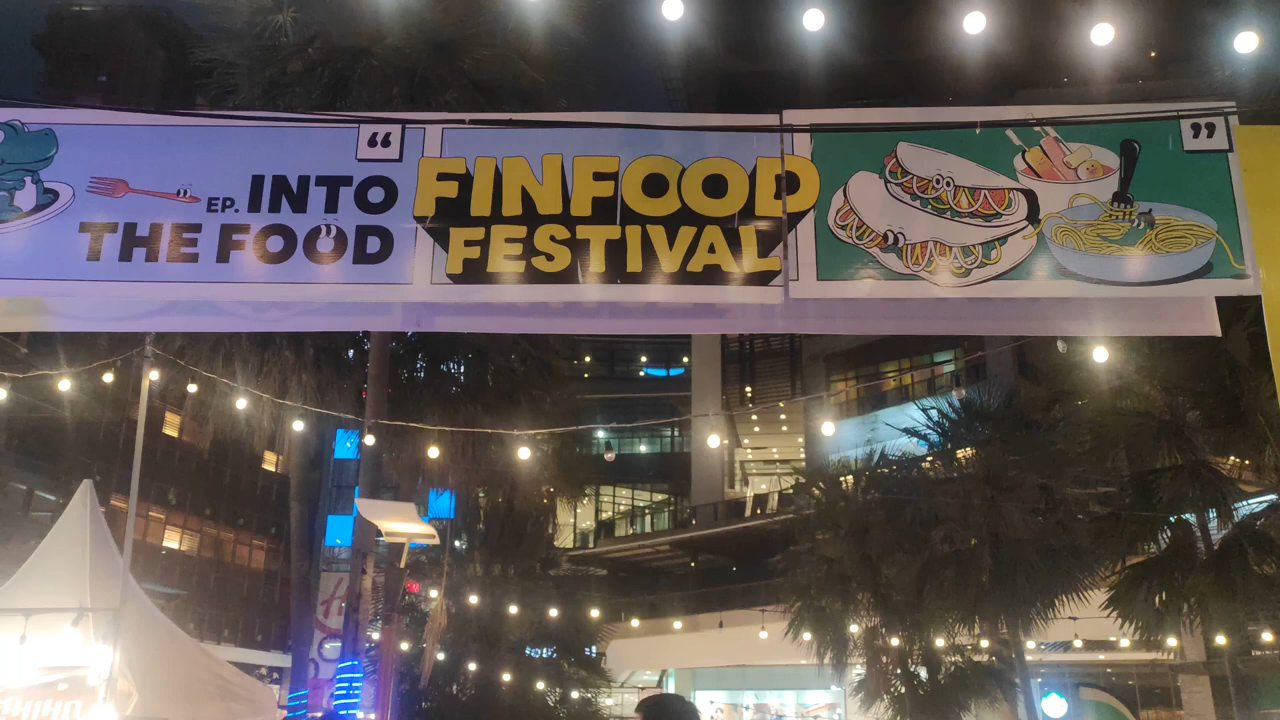 “
EP. INTO
THE FOOD
FINFOOD
FESTIVAL
”